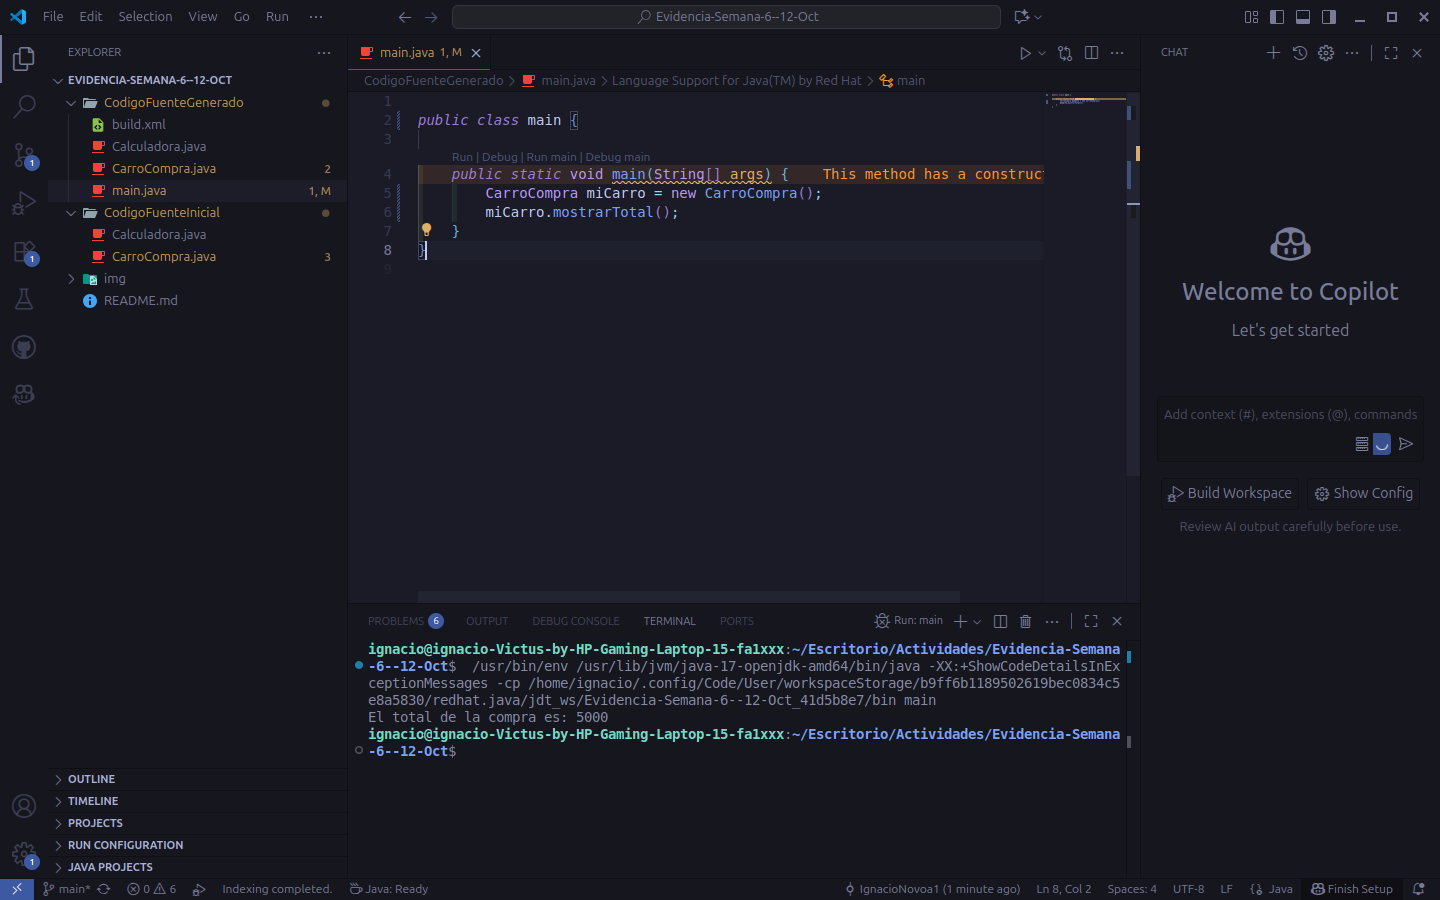 File Edit Selection View Go Run ···
Evidencia-Semana-6--12-Oct
EXPLORER
EVIDENCIA-SEMANA-6--12-OCT
CodigoFuenteGenerado
build.xml
Calculadora.java
CarroCompra.java 2
main.java 1, M
CodigoFuenteInicial
Calculadora.java
CarroCompra.java 3
img
README.md
OUTLINE
TIMELINE
PROJECTS
RUN CONFIGURATION
JAVA PROJECTS
1
1
1
main.java 1, M
CodigoFuenteGenerado > main.java > Language Support for Java(TM) by Red Hat > main
1
2 public class main {
3
Run | Debug | Run main | Debug main
4 public static void main(String[] args) { This method has a construct
5 CarroCompra miCarro = new CarroCompra();
6 miCarro.mostrarTotal();
7 }
8 }
9
PROBLEMS 6 OUTPUT DEBUG CONSOLE TERMINAL PORTS
Run: main
ignacio@ignacio-Victus-by-HP-Gaming-Laptop-15-fa1xxx:~/Escritorio/Actividades/Evidencia-Semana
-6--12-Oct$ /usr/bin/env /usr/lib/jvm/java-17-openjdk-amd64/bin/java -XX:+ShowCodeDetailsInEx
ceptionMessages -cp /home/ignacio/.config/Code/User/workspaceStorage/b9ff6b1189502619bec0834c5
e8a5830/redhat.java/jdt_ws/Evidencia-Semana-6--12-Oct_41d5b8e7/bin main
El total de la compra es: 5000
ignacio@ignacio-Victus-by-HP-Gaming-Laptop-15-fa1xxx:~/Escritorio/Actividades/Evidencia-Semana
-6--12-Oct$
CHAT
Welcome to Copilot
Let's get started
Add context (#), extensions (@), commands
Build Workspace
Show Config
Review AI output carefully before use.
main* 0 6 Indexing completed. Java: Ready
IgnacioNovoa1 (1 minute ago) Ln 8, Col 2 Spaces: 4 UTF-8 LF Java Finish Setup